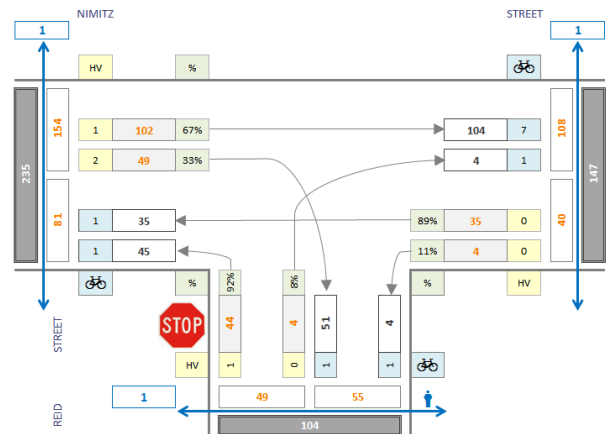 NIMITZ STREET
1 1
HV %
154 1 102 67% 104 7 108
235 2 49 33% 4 1 147
81 1 35 89% 35 0 40
1 45 11% 4 0
% 92% 8% % HV
STREET STOP 44 4 51 4
HV 1 0 1 1
REID 1 49 55
104